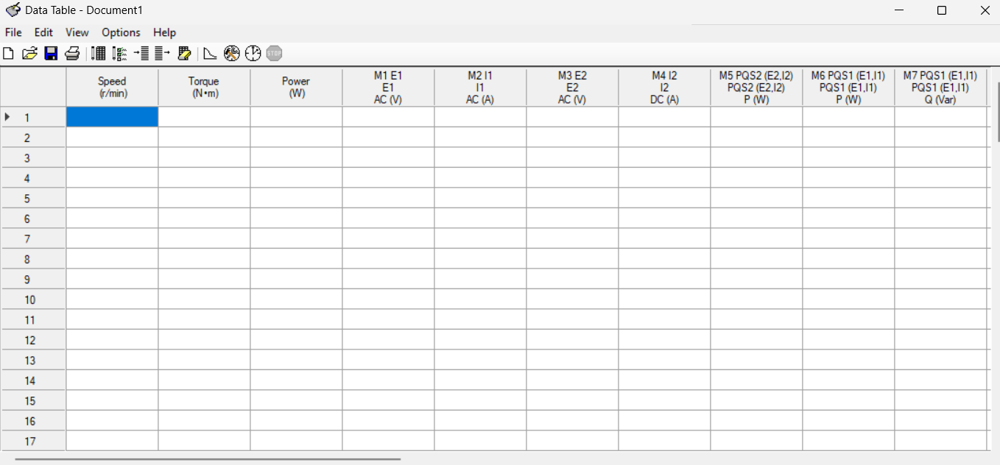 Data Table - Document1
File Edit View Options Help
STOP
Speed
(r/min)
Torque
(N•m)
Power
(W)
M1 E1
E1
AC (V)
M2 I1
I1
AC (A)
M3 E2
E2
AC (V)
M4 I2
I2
DC (A)
M5 PQS2 (E2,I2)
PQS2 (E2,I2)
P (W)
M6 PQS1 (E1,I1)
PQS1 (E1,I1)
P (W)
M7 PQS1 (E1,I1)
PQS1 (E1,I1)
Q (Var)
1
2
3
4
5
6
7
8
9
10
11
12
13
14
15
16
17